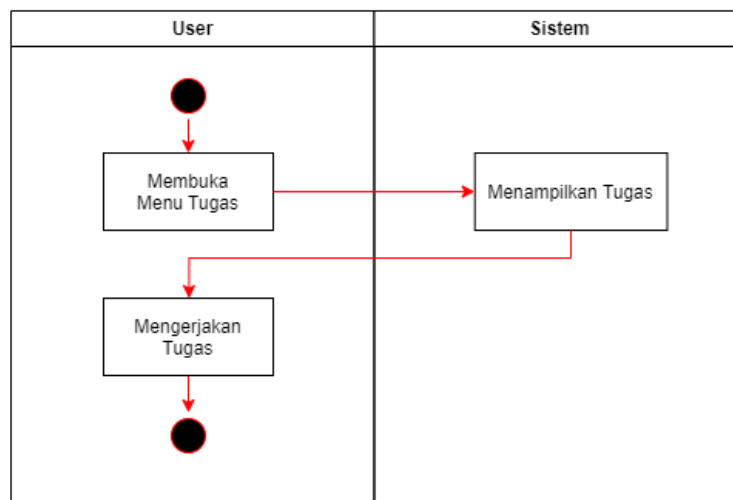 User
Sistem
Membuka
Menu Tugas
Menampilkan Tugas
Mengerjakan
Tugas